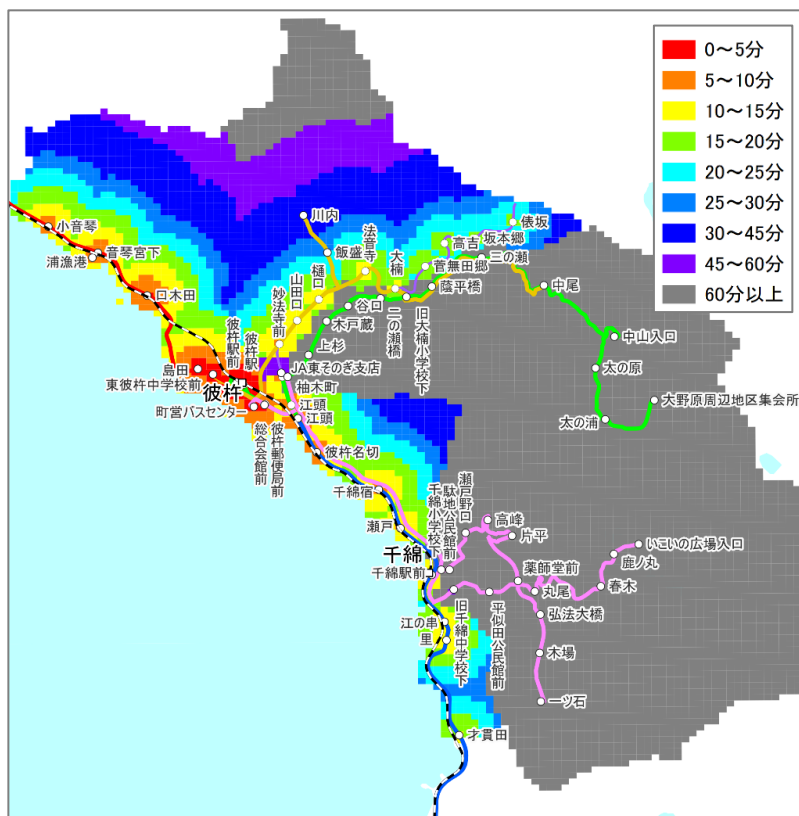 0～5分
5～10分
10～15分
15～20分
20～25分
25～30分
30～45分
45～60分
60分以上
小音琴
音琴宮下
浦漁港
口木田
川内
飯盛
法音寺
大楠
高吉
坂本郷
俵坂
三の瀬
菅無田郷
蔭平橋
旧大楠小学校下
二の瀬橋
谷口
木戸蔵
上杉
樋口
山田口
妙法寺前
彼杵駅
彼杵駅前
島田
東彼杵中学校前
彼杵
町営バスセンター
総合会館前
彼杵郵便局前
JA東そのぎ支店
柚木町
江頭
江頭
彼杵名切
千綿宿
瀬戸
千綿
千綿駅前
千綿小学校下
駄地公民館前
瀬戸野口
高峰
片平
薬師堂前
丸尾
弘法大橋
木場
一ツ石
春木
鹿ノ丸
いこいの広場入口
平似田公民館前
旧千綿中学校下
江の串
里
才貫田
中尾
中山入口
太の原
太の浦
大野原周辺地区集会所